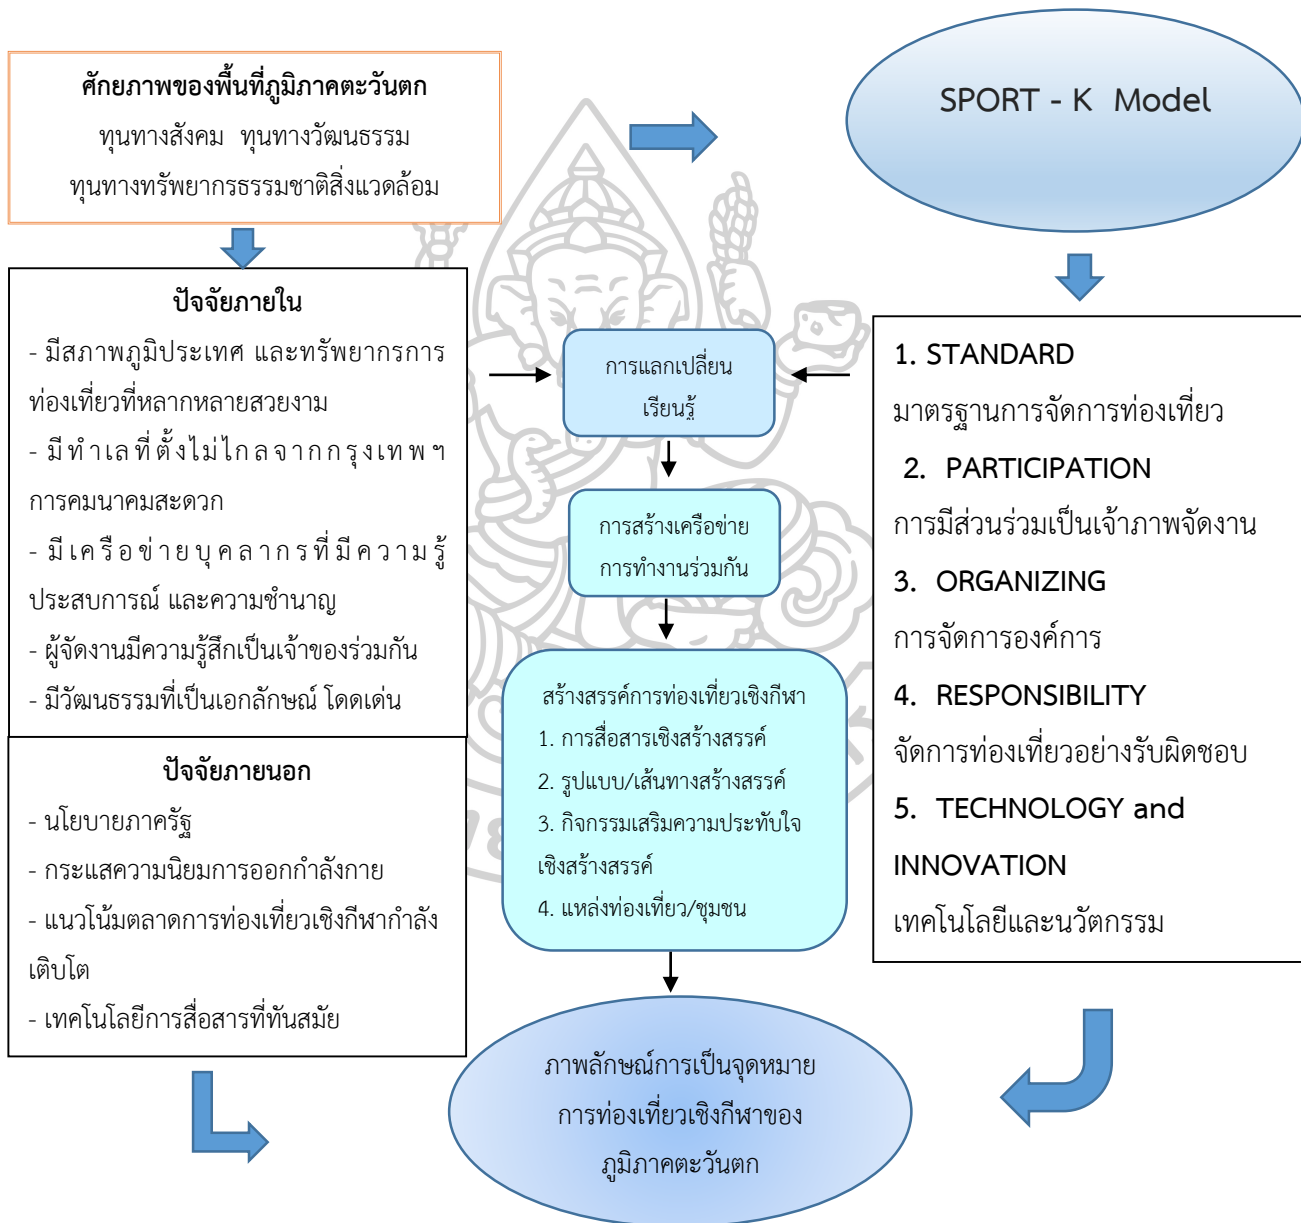 ศักยภาพของพื้นที่ภูมิภาคตะวันตก
ทุนทางสังคม ทุนทางวัฒนธรรม
ทุนทางทรัพยากรธรรมชาติสิ่งแวดล้อม
SPORT - K Model
ปัจจัยภายใน
- มีสภาพภูมิประเทศ และทรัพยากรการ
ท่องเที่ยวที่หลากหลายสวยงาม
- มีทำเลที่ตั้งไม่ไกลจากกรุงเทพฯ
การคมนาคมสะดวก
- มีเครือข่ายบุคลากรที่มีความรู้
ประสบการณ์ และความชำนาญ
- ผู้จัดงานมีความรู้สึกเป็นเจ้าของร่วมกัน
- มีวัฒนธรรมที่เป็นเอกลักษณ์ โดดเด่น
ปัจจัยภายนอก
- นโยบายภาครัฐ
- กระแสความนิยมการออกกำลังกาย
- แนวโน้มตลาดการท่องเที่ยวเชิงกีฬากำลัง
เติบโต
- เทคโนโลยีการสื่อสารที่ทันสมัย
การแลกเปลี่ยน
เรียนรู้
การสร้างเครือข่าย
การทำงานร่วมกัน
สร้างสรรค์การท่องเที่ยวเชิงกีฬา
1. การสื่อสารเชิงสร้างสรรค์
2. รูปแบบ/เส้นทางสร้างสรรค์
3. กิจกรรมเสริมความประทับใจ
เชิงสร้างสรรค์
4. แหล่งท่องเที่ยว/ชุมชน
1. STANDARD
มาตรฐานการจัดการท่องเที่ยว
2. PARTICIPATION
การมีส่วนร่วมเป็นเจ้าภาพจัดงาน
3. ORGANIZING
การจัดการองค์การ
4. RESPONSIBILITY
จัดการท่องเที่ยวอย่างรับผิดชอบ
5. TECHNOLOGY and
INNOVATION
เทคโนโลยีและนวัตกรรม
ภาพลักษณ์การเป็นจุดหมาย
การท่องเที่ยวเชิงกีฬาของ
ภูมิภาคตะวันตก